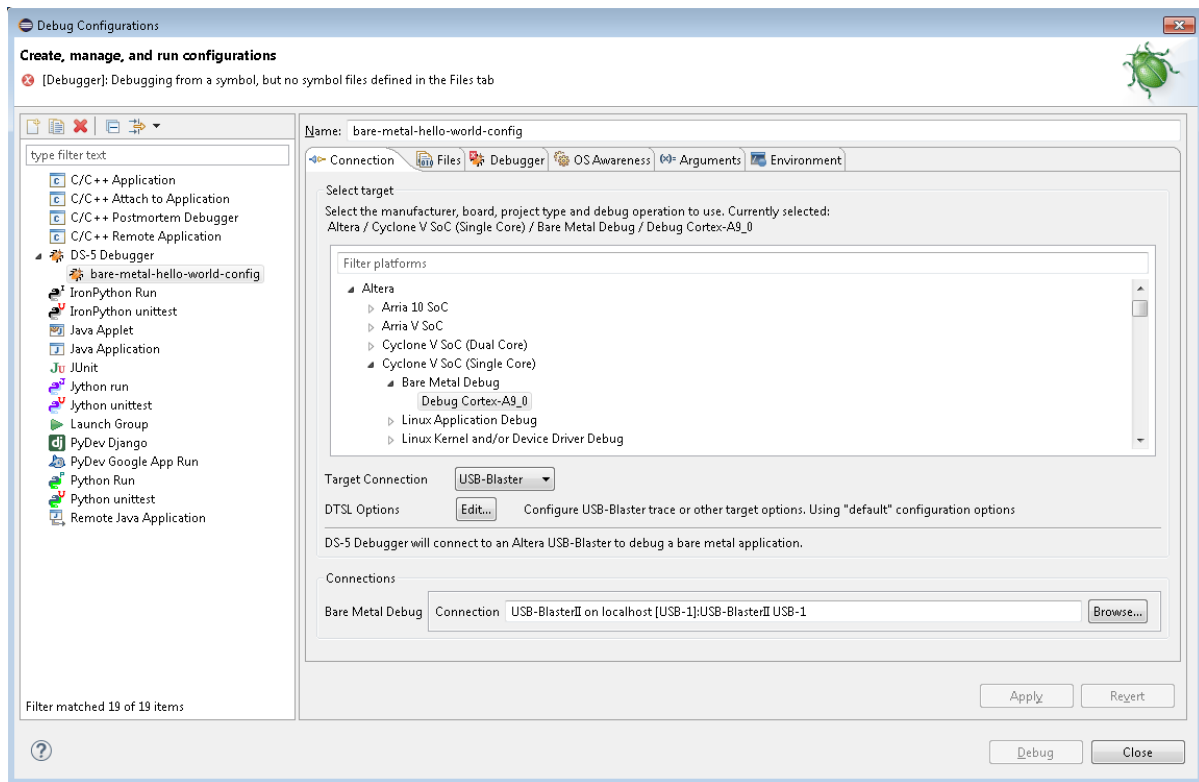 Debug Configurations
Create, manage, and run configurations
[Debugger]: Debugging from a symbol, but no symbol files defined in the Files tab
type filter text
C/C++ Application
C/C++ Attach to Application
C/C++ Postmortem Debugger
C/C++ Remote Application
DS-5 Debugger
bare-metal-hello-world-config
IronPython Run
IronPython unittest
Java Applet
Java Application
JUnit
Jython run
Jython unittest
Launch Group
PyDev Django
PyDev Google App Run
Python Run
Python unittest
Remote Java Application
Filter matched 19 of 19 items
Name: bare-metal-hello-world-config
Connection Files Debugger OS Awareness Arguments Environment
Select target
Select the manufacturer, board, project type and debug operation to use. Currently selected:
Altera / Cyclone V SoC (Single Core) / Bare Metal Debug / Debug Cortex-A9_0
Filter platforms
Altera
Arria 10 SoC
Arria V SoC
Cyclone V SoC (Dual Core)
Cyclone V SoC (Single Core)
Bare Metal Debug
Debug Cortex-A9_0
Linux Application Debug
Linux Kernel and/or Device Driver Debug
Target Connection USB-Blaster
DTSL Options Edit... Configure USB-Blaster trace or other target options. Using "default" configuration options
DS-5 Debugger will connect to an Altera USB-Blaster to debug a bare metal application.
Connections
Bare Metal Debug Connection USB-BlasterII on localhost [USB-1]:USB-BlasterII USB-1 Browse...
Apply Revert
Debug Close